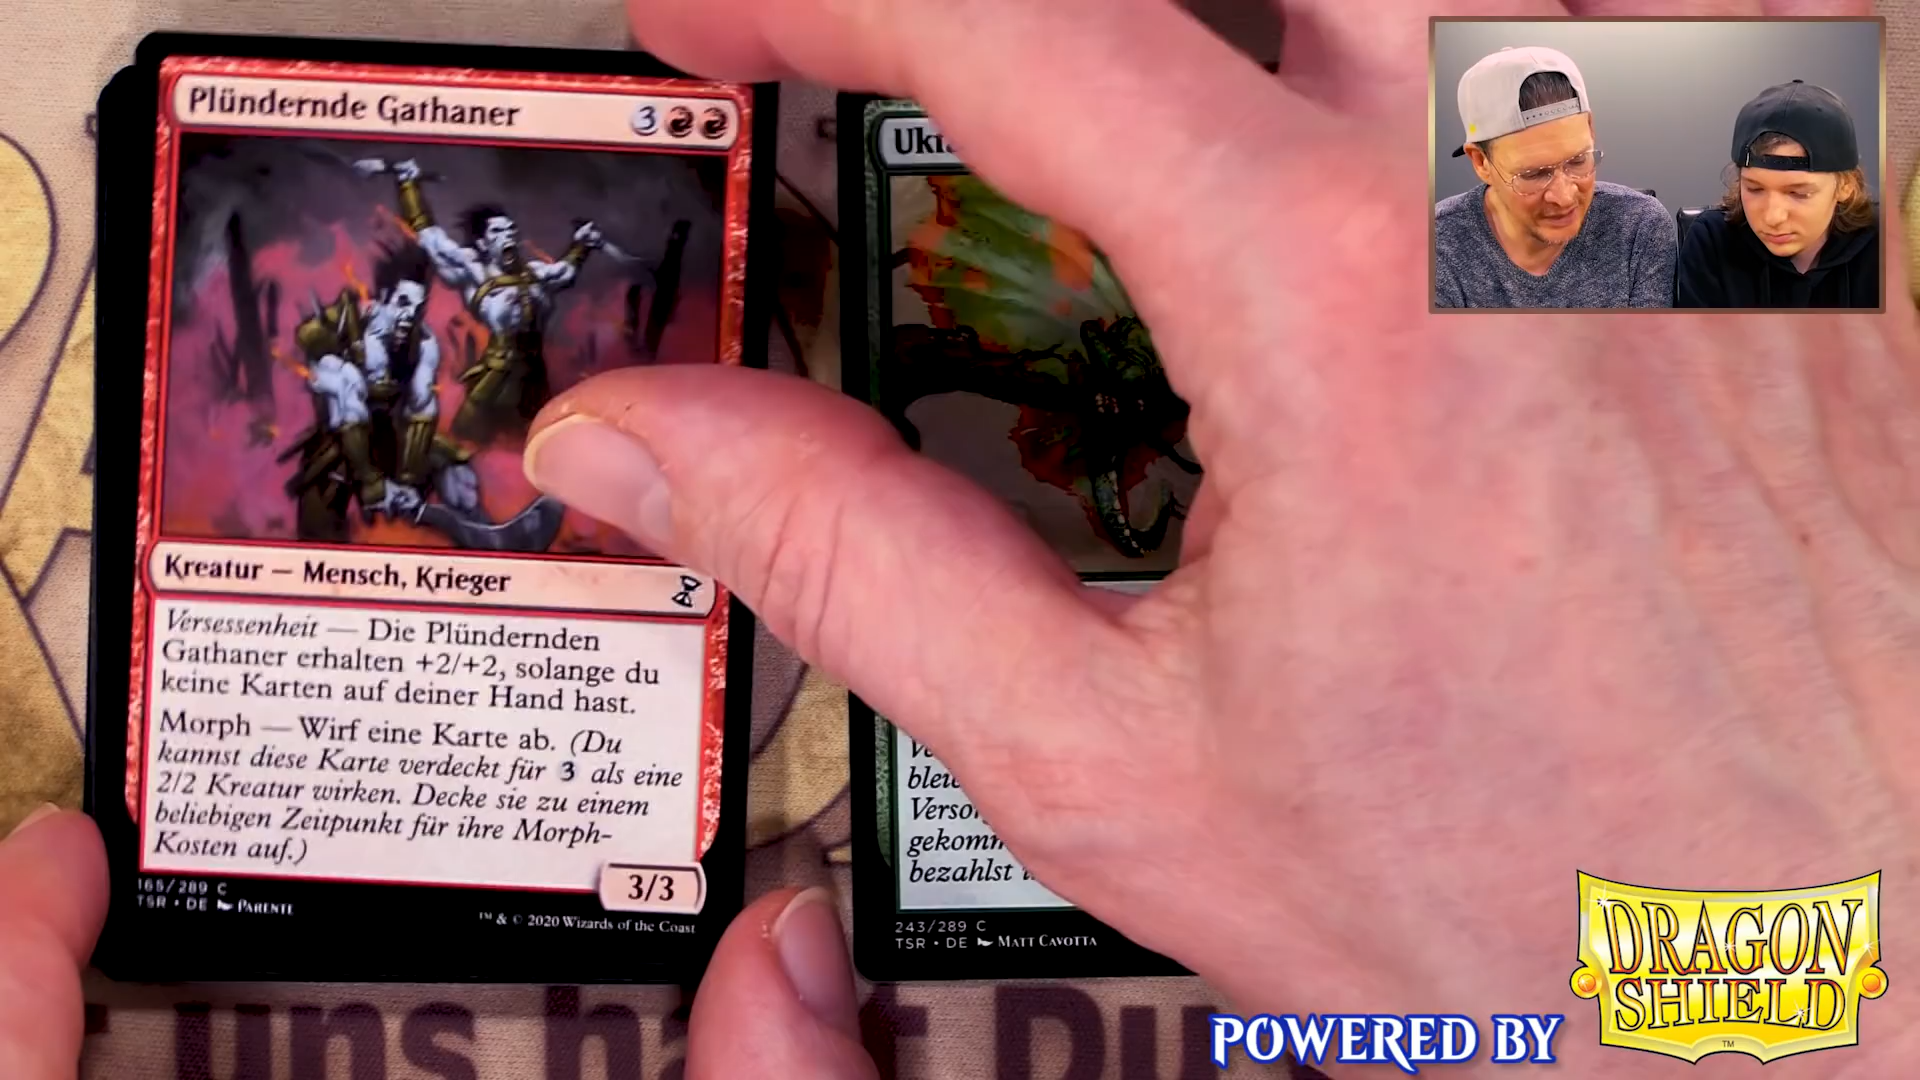 Plündernde Gathaner
3
Kreatur — Mensch, Krieger
Versessenheit — Die Plündernden
Gathaner erhalten +2/+2, solange du
keine Karten auf deiner Hand hast.
Morph — Wirf eine Karte ab. (Du
kannst diese Karte verdeckt für 3 als eine
2/2 Kreatur wirken. Decke sie zu einem
beliebigen Zeitpunkt für ihre Morph-
Kosten auf.)
3/3
165/289 C
TSR • DE PARENTE
™ & © 2020 Wizards of the Coast
bezahlst
243/289 C
TSR • DE MATT CAVOTTA
uns
POWERED BY
DRAGON
SHIELD
TM